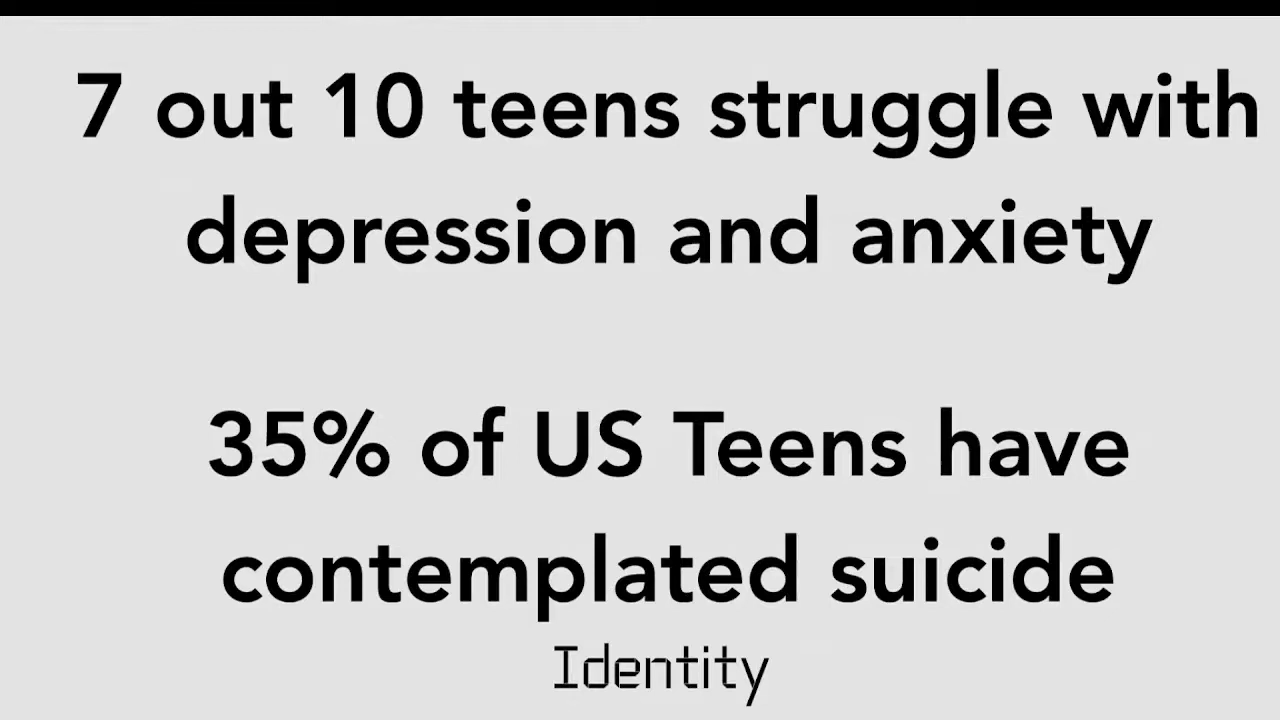 7 out 10 teens struggle with
depression and anxiety
35% of US Teens have
contemplated suicide
Identity